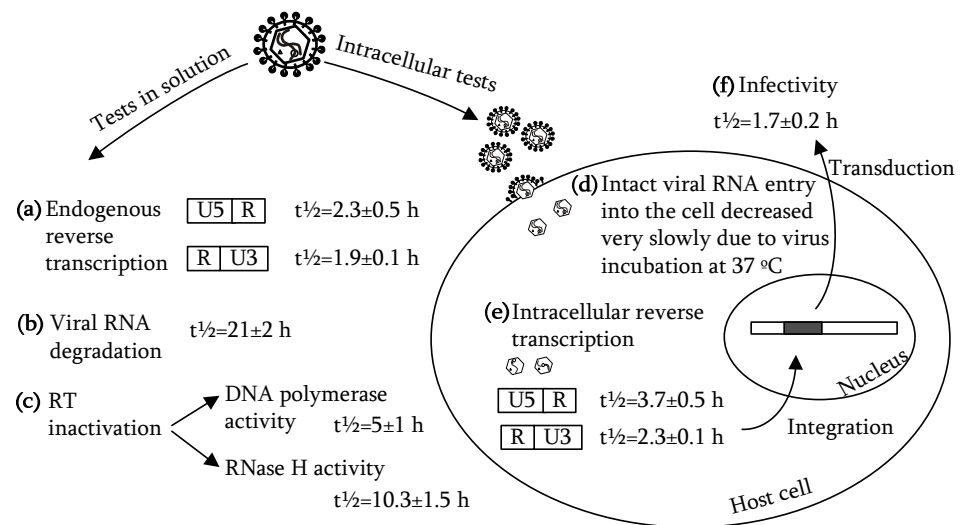 Tests in solution
Intracellular tests
(a) Endogenous
reverse
transcription
U5 R
t½=2.3±0.5 h
R U3
t½=1.9±0.1 h
(b) Viral RNA
degradation
t½=21±2 h
(c) RT
inactivation
DNA polymerase
activity
t½=5±1 h
RNase H activity
t½=10.3±1.5 h
(d) Intact viral RNA entry
into the cell decreased
very slowly due to virus
incubation at 37 ºC
(e) Intracellular reverse
transcription
U5 R
t½=3.7±0.5 h
R U3
t½=2.3±0.1 h
Integration
Nucleus
Host cell
(f) Infectivity
t½=1.7±0.2 h
Transduction